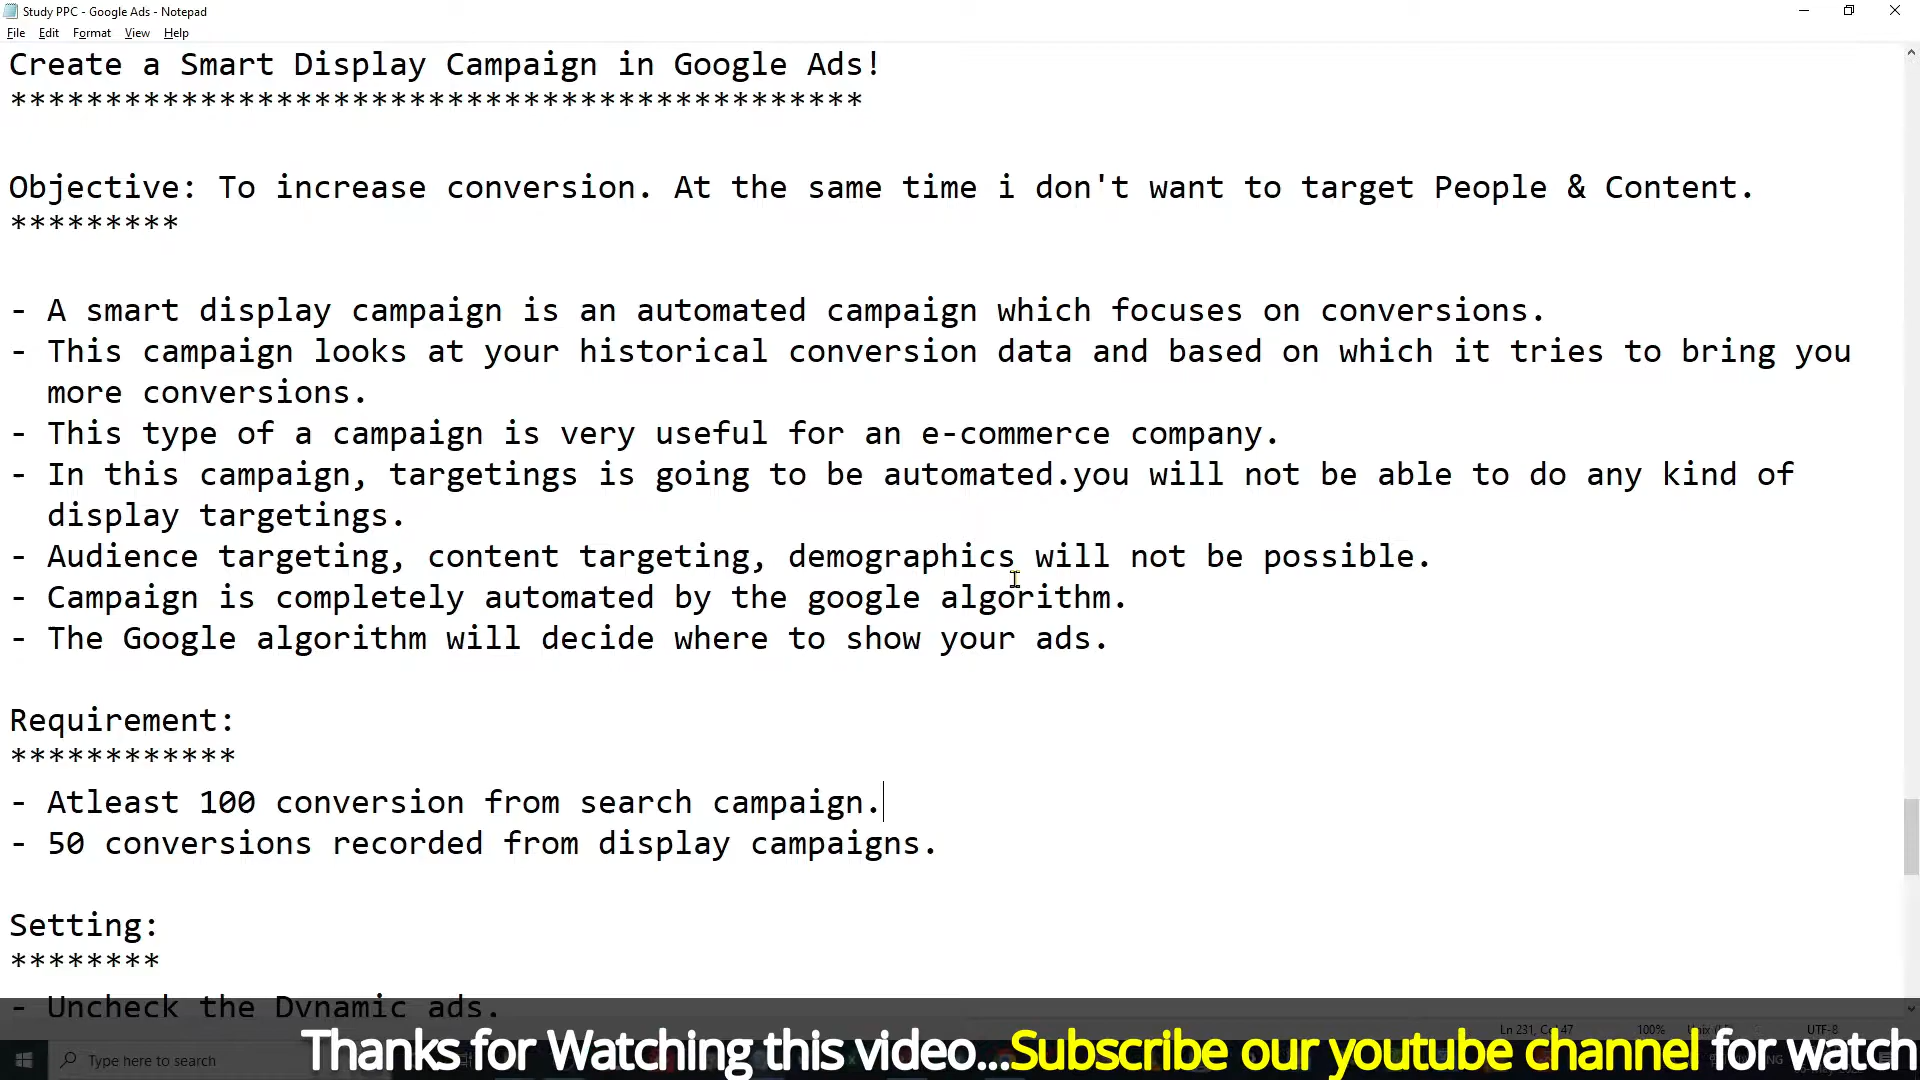 Study PPC - Google Ads - Notepad
File Edit Format View Help
Create a Smart Display Campaign in Google Ads!
*********************************************
Objective: To increase conversion. At the same time i don't want to target People & Content.
*********
- A smart display campaign is an automated campaign which focuses on conversions.
- This campaign looks at your historical conversion data and based on which it tries to bring you
more conversions.
- This type of a campaign is very useful for an e-commerce company.
- In this campaign, targetings is going to be automated.you will not be able to do any kind of
display targetings.
- Audience targeting, content targeting, demographics will not be possible.
- Campaign is completely automated by the google algorithm.
- The Google algorithm will decide where to show your ads.
Requirement:
************
- Atleast 100 conversion from search campaign.
- 50 conversions recorded from display campaigns.
Setting:
********
- Uncheck the Dynamic ads.
Ln 231, Col 47 100% UTF-8
Type here to search
Thanks for Watching this video...Subscribe our youtube channel for watch